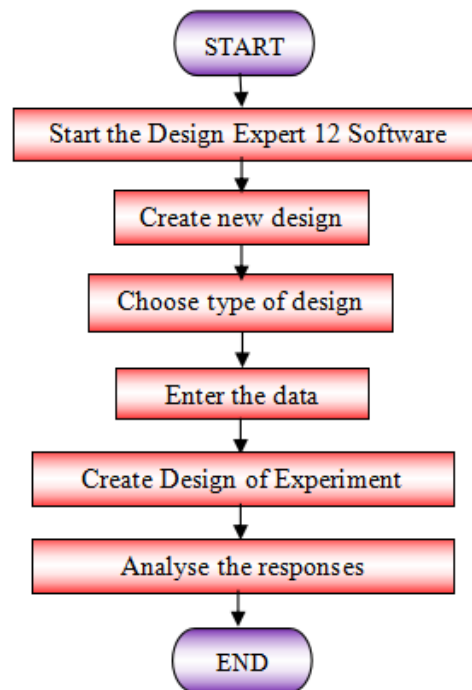 START
Start the Design Expert 12 Software
Create new design
Choose type of design
Enter the data
Create Design of Experiment
Analyse the responses
END